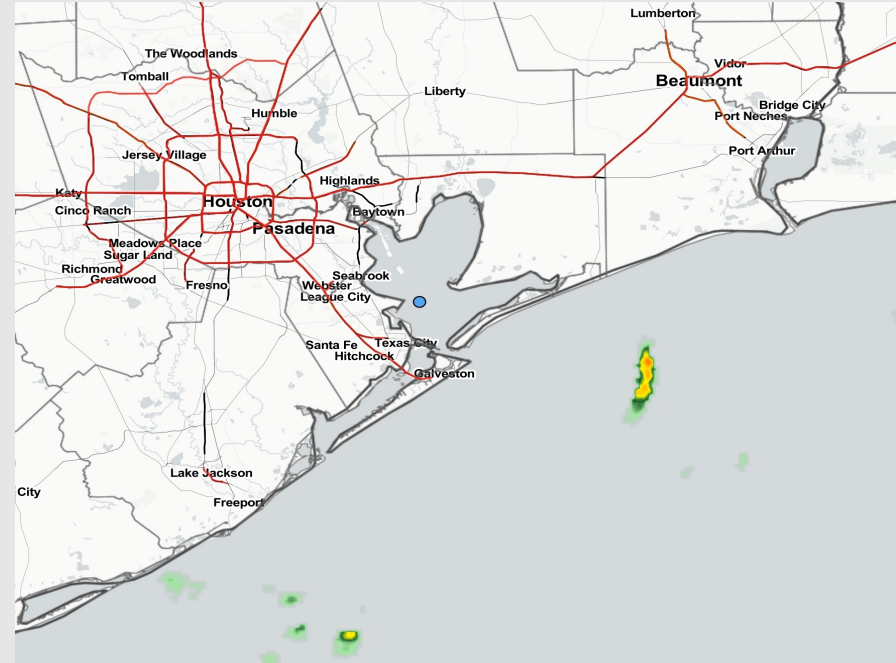 Lumberton
The Woodlands
Vidor
Tomball
Beaumont
Liberty
Bridge City
Humble
Port Neches
Jersey Village
Port Arthur
Highlands
Katy
Houston
Cinco Ranch
Baytown
Pasadena
Meadows Place
Sugar Land
Richmond
Seabrook
Greatwood
Fresno
Webster
League City
Santa Fe
Texas City
Hitchcock
Galveston
Lake Jackson
City
Freeport